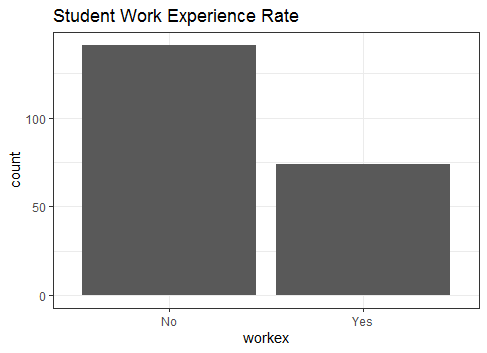 Student Work Experience Rate
count
100
50
0
No Yes
workex